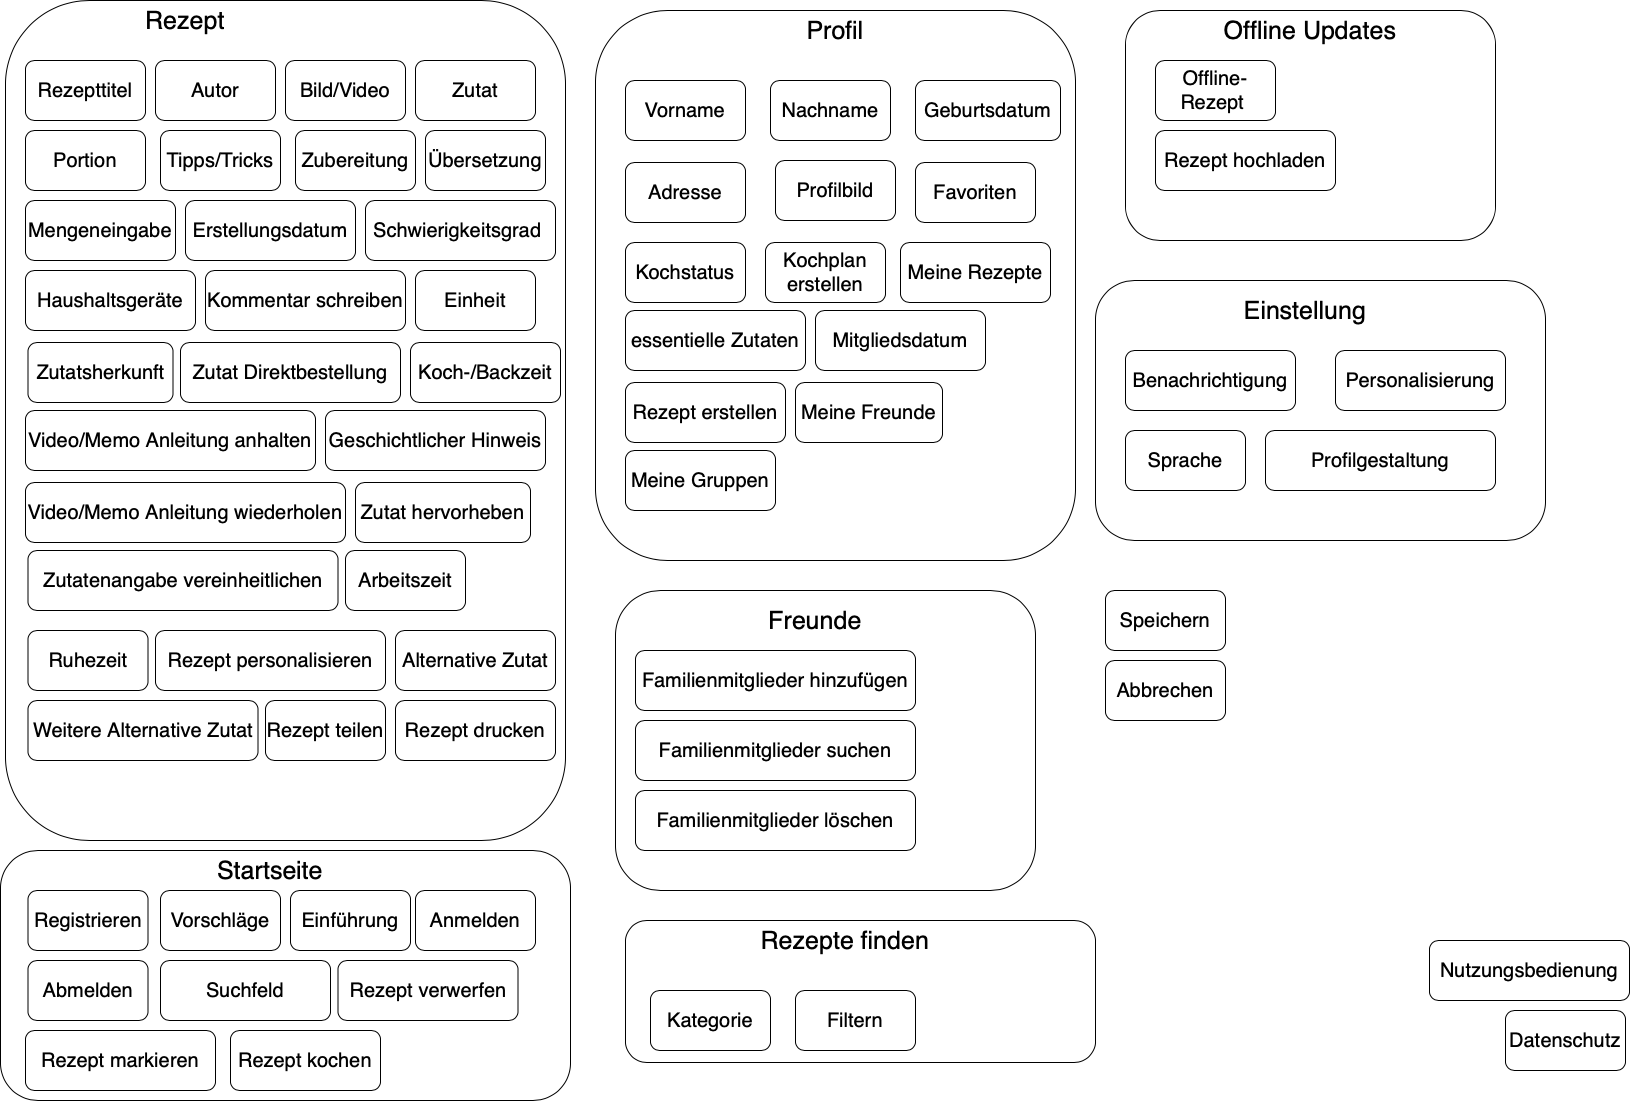 Rezept
Rezepttitel
Autor
Bild/Video
Zutat
Portion
Tipps/Tricks
Zubereitung
Übersetzung
Mengeneingabe
Erstellungsdatum
Schwierigkeitsgrad
Haushaltsgeräte
Kommentar schreiben
Einheit
Zutatsherkunft
Zutat Direktbestellung
Koch-/Backzeit
Video/Memo Anleitung anhalten
Geschichtlicher Hinweis
Video/Memo Anleitung wiederholen
Zutat hervorheben
Zutatenangabe vereinheitlichen
Arbeitszeit
Ruhezeit
Rezept personalisieren
Alternative Zutat
Weitere Alternative Zutat
Rezept teilen
Rezept drucken
Startseite
Registrieren
Vorschläge
Einführung
Anmelden
Abmelden
Suchfeld
Rezept verwerfen
Rezept markieren
Rezept kochen
Profil
Vorname
Nachname
Geburtsdatum
Adresse
Profilbild
Favoriten
Kochstatus
Kochplan
erstellen
Meine Rezepte
essentielle Zutaten
Mitgliedsdatum
Rezept erstellen
Meine Freunde
Meine Gruppen
Freunde
Familienmitglieder hinzufügen
Familienmitglieder suchen
Familienmitglieder löschen
Rezepte finden
Kategorie
Filtern
Offline Updates
Offline-
Rezept
Rezept hochladen
Einstellung
Benachrichtigung
Personalisierung
Sprache
Profilgestaltung
Speichern
Abbrechen
Nutzungsbedienung
Datenschutz